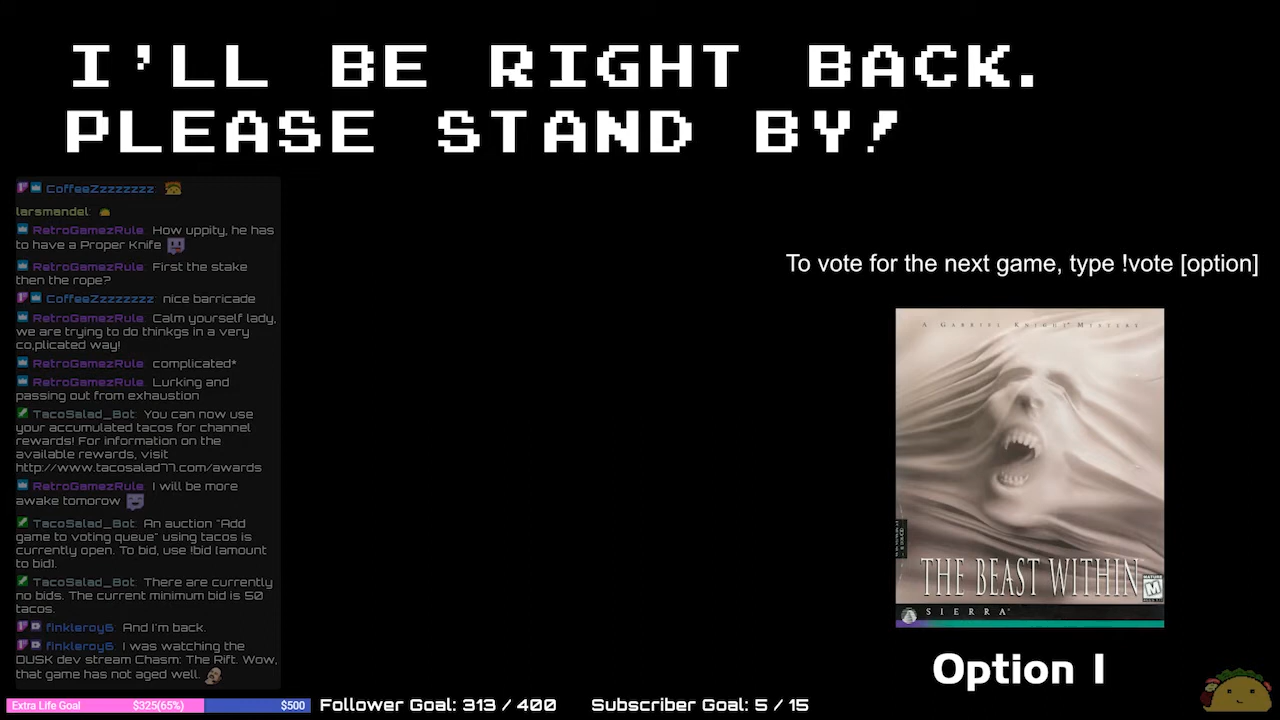 I'LL BE RIGHT BACK.
PLEASE STAND BY!
CoffeeZzzzzzzz:
larsmandel:
RetroGamezRule: How uppity, he has
to have a Proper Knife
RetroGamezRule: First the stake
then the rope?
CoffeeZzzzzzzz: nice barricade
RetroGamezRule: Calm yourself lady,
we are trying to do thinkgs in a very
co,plicated way!
RetroGamezRule: complicated*
RetroGamezRule: Lurking and
passing out from exhaustion
TacoSalad_Bot: You can now use
your accumulated tacos for channel
rewards! For information on the
available rewards, visit
http://www.tacosalad77.com/awards
RetroGamezRule: I will be more
awake tomorow
TacoSalad_Bot: An auction "Add
game to voting queue" using tacos is
currently open. To bid, use !bid [amount
to bid].
TacoSalad_Bot: There are currently
no bids. The current minimum bid is 50
tacos.
finkleroy6: And I'm back.
finkleroy6: I was watching the
DUSK dev stream Chasm: The Rift. Wow,
that game has not aged well.
To vote for the next game, type !vote [option]
A GABRIEL KNIGHT MYSTERY
THE BEAST WITHIN
M
SIERRA
Option 1
Extra Life Goal $325(65%) $500
Follower Goal: 313 / 400 Subscriber Goal: 5 / 15